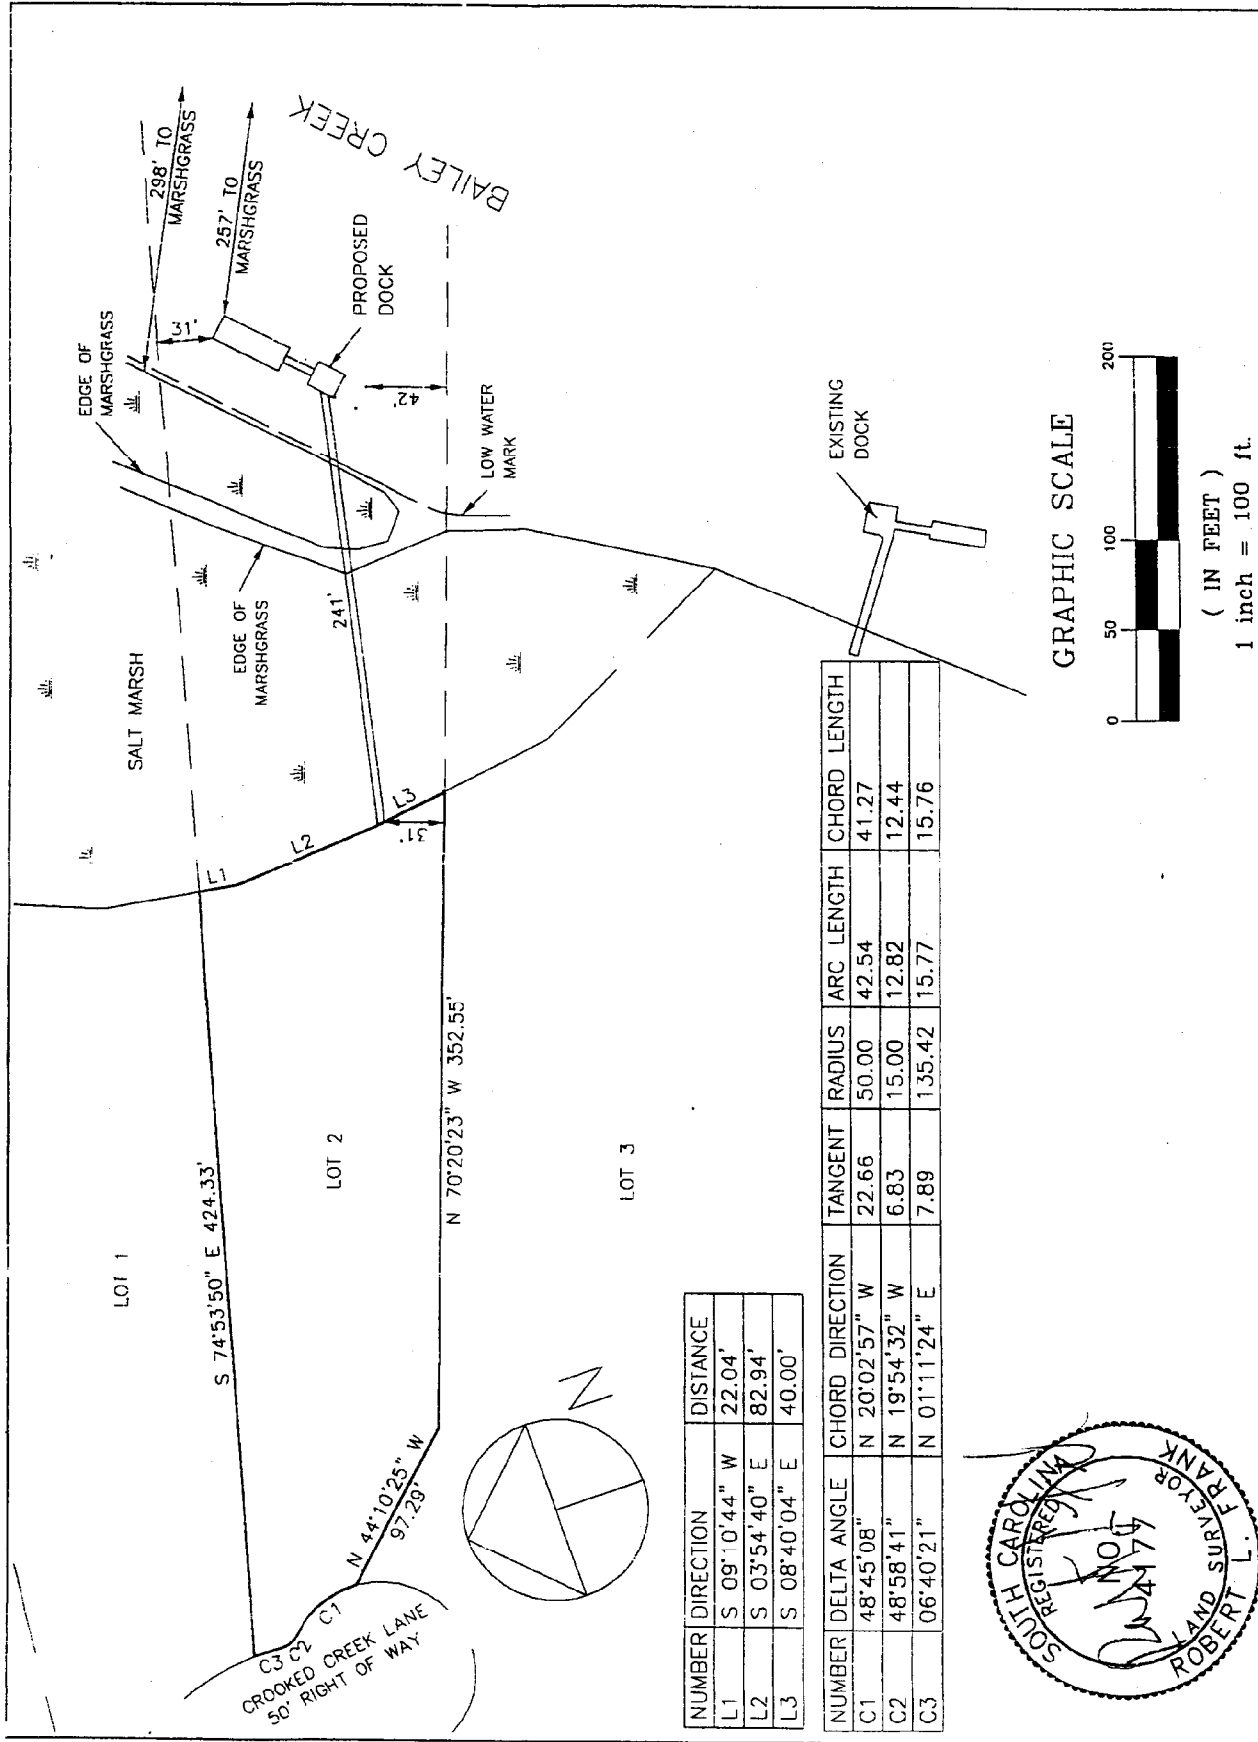 298' TO
MARSHGRASS
257' TO
MARSHGRASS
BAILEY CREEK
EDGE OF
MARSHGRASS
31'
PROPOSED
DOCK
42'
LOW WATER
MARK
SALT MARSH
EDGE OF
MARSHGRASS
241'
EXISTING
DOCK
L1
L2
L3
31'
LOT 1
S 74°53'50" E 424.33'
LOT 2
N 70°20'23" W 352.55'
LOT 3
N 44°10'25" W
97.29'
C3 C2 C1
CROOKED CREEK LANE
50' RIGHT OF WAY
N
NUMBER DIRECTION DISTANCE
L1 S 09°10'44" W 22.04'
L2 S 03°54'40" E 82.94'
L3 S 08°40'04" E 40.00'
NUMBER DELTA ANGLE CHORD DIRECTION TANGENT RADIUS ARC LENGTH CHORD LENGTH
C1 48°45'08" N 20°02'57" W 22.66 50.00 42.54 41.27
C2 48°58'41" N 19°54'32" W 6.83 15.00 12.82 12.44
C3 06°40'21" N 01°11'24" E 7.89 135.42 15.77 15.76
GRAPHIC SCALE
0 50 100 200
( IN FEET )
1 inch = 100 ft.
SOUTH CAROLINA
REGISTERED
NO.
4177
LAND SURVEYOR
ROBERT L. FRANK